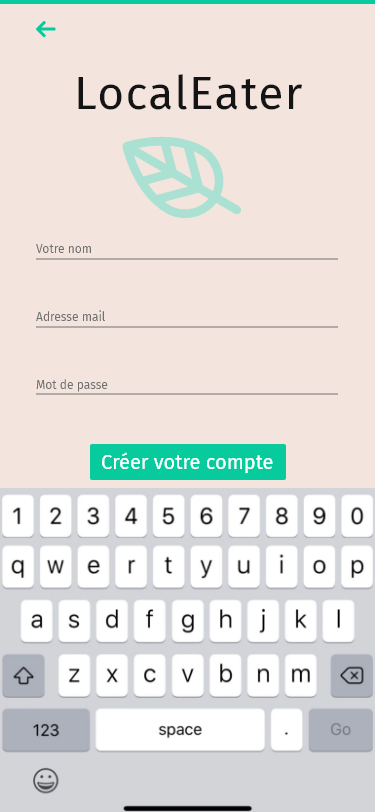 LocalEater
Votre nom
Adresse mail
Mot de passe
Créer votre compte
1 2 3 4 5 6 7 8 9 0
q w e r t y u i o p
a s d f g h j k l
z x c v b n m
123 space . Go